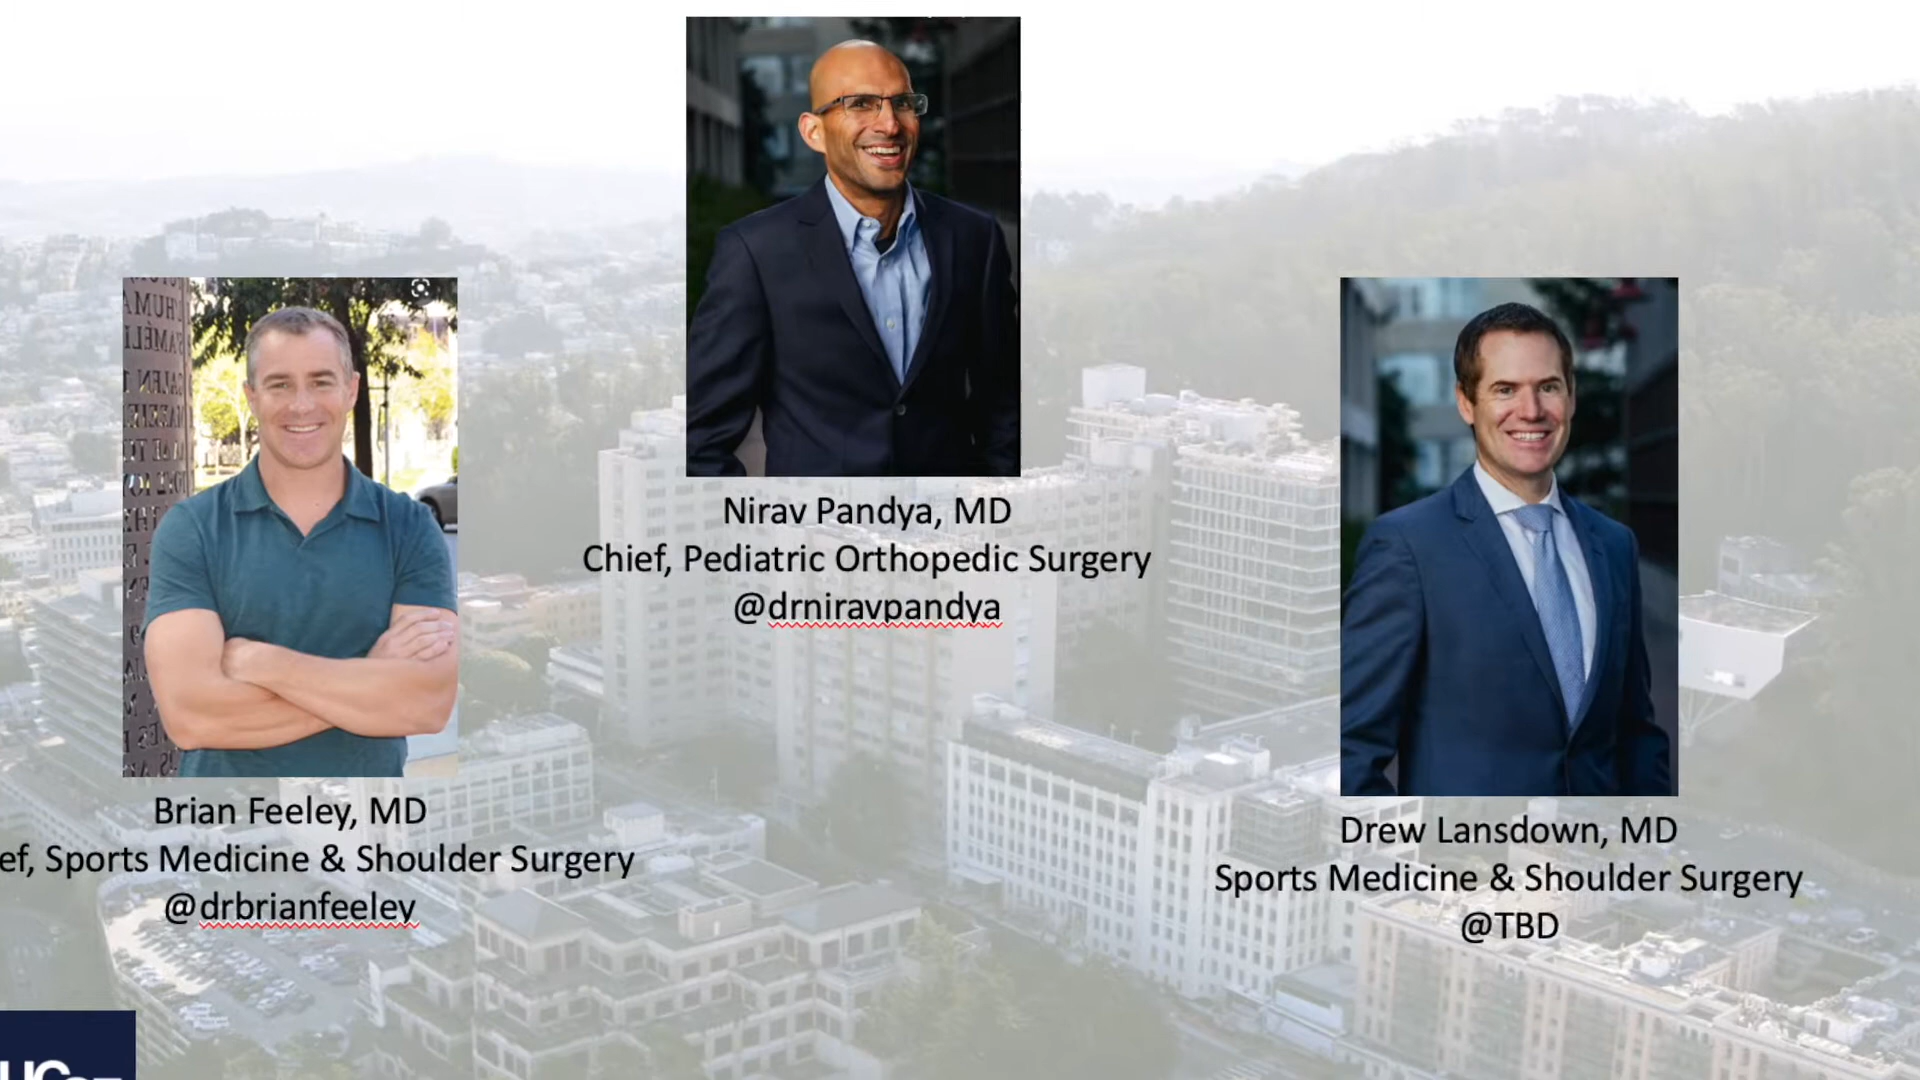 Nirav Pandya, MD
Chief, Pediatric Orthopedic Surgery
@drniravpandya
Brian Feeley, MD
ef, Sports Medicine & Shoulder Surgery
@drbrianfeeley
Drew Lansdown, MD
Sports Medicine & Shoulder Surgery
@TBD